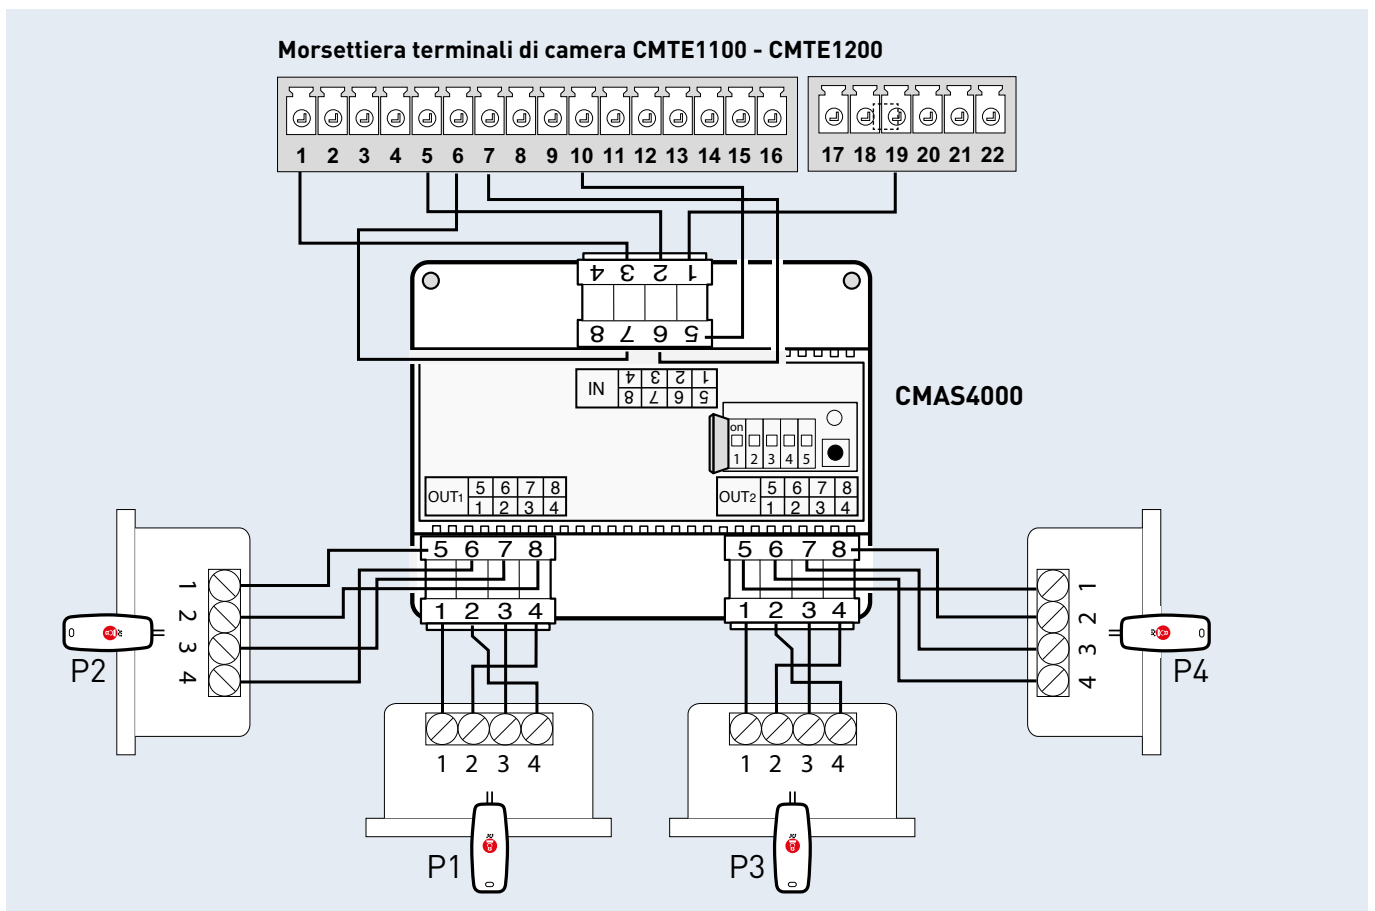 Morsettiera terminali di camera CMTE1100 - CMTE1200
1 2 3 4 5 6 7 8 9 10 11 12 13 14 15 16
17 18 19 20 21 22
4 3 2 1
8 7 6 5
IN
4 3 2 1
8 7 6 5
CMAS4000
on
1 2 3 4 5
OUT1
5 6 7 8
1 2 3 4
OUT2
5 6 7 8
1 2 3 4
5 6 7 8
1 2 3 4
5 6 7 8
1 2 3 4
1
2
3
4
P2
1
2
3
4
P4
1 2 3 4
P1
1 2 3 4
P3